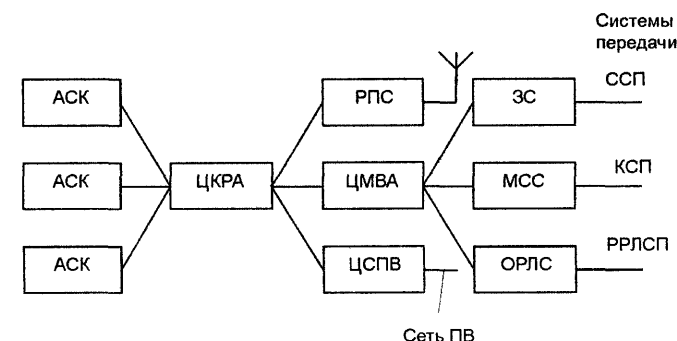 Системы
передачи
АСК
РПС
ЗС
ССП
АСК
ЦКРА
ЦМВА
МСС
КСП
АСК
ЦСПВ
ОРЛС
РРЛСП
Сеть ПВ